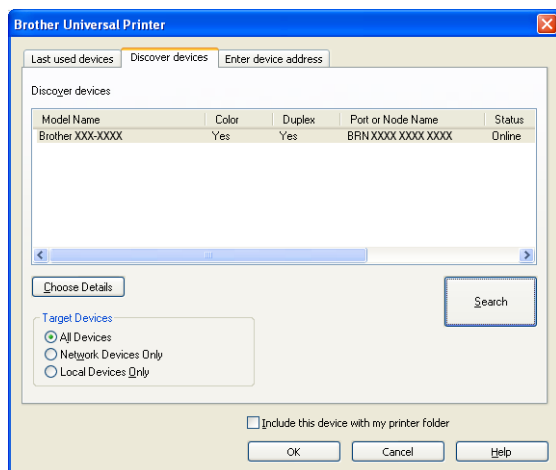 Brother Universal Printer
Last used devices Discover devices Enter device address
Discover devices
Model Name Color Duplex Port or Node Name Status
Brother XXX-XXXX Yes Yes BRN XXXX XXXX XXXX Online
Choose Details
Search
Target Devices
All Devices
Network Devices Only
Local Devices Only
Include this device with my printer folder
OK Cancel Help